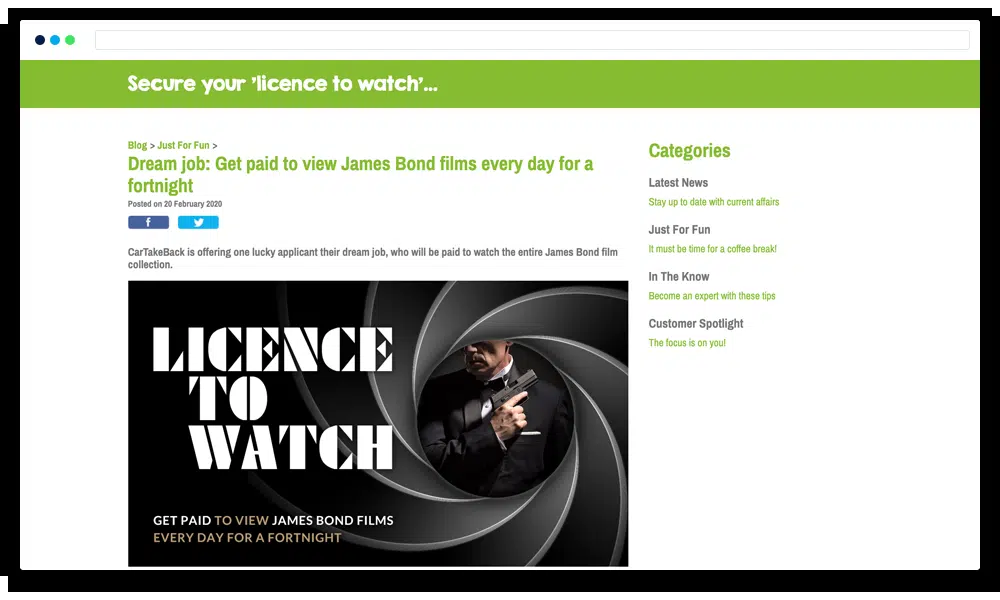 Secure your 'licence to watch'...
Blog > Just For Fun >
Dream job: Get paid to view James Bond films every day for a
fortnight
Posted on 20 February 2020
f
CarTakeBack is offering one lucky applicant their dream job, who will be paid to watch the entire James Bond film
collection.
LICENCE
TO
WATCH
GET PAID TO VIEW JAMES BOND FILMS
EVERY DAY FOR A FORTNIGHT
Categories
Latest News
Stay up to date with current affairs
Just For Fun
It must be time for a coffee break!
In The Know
Become an expert with these tips
Customer Spotlight
The focus is on you!